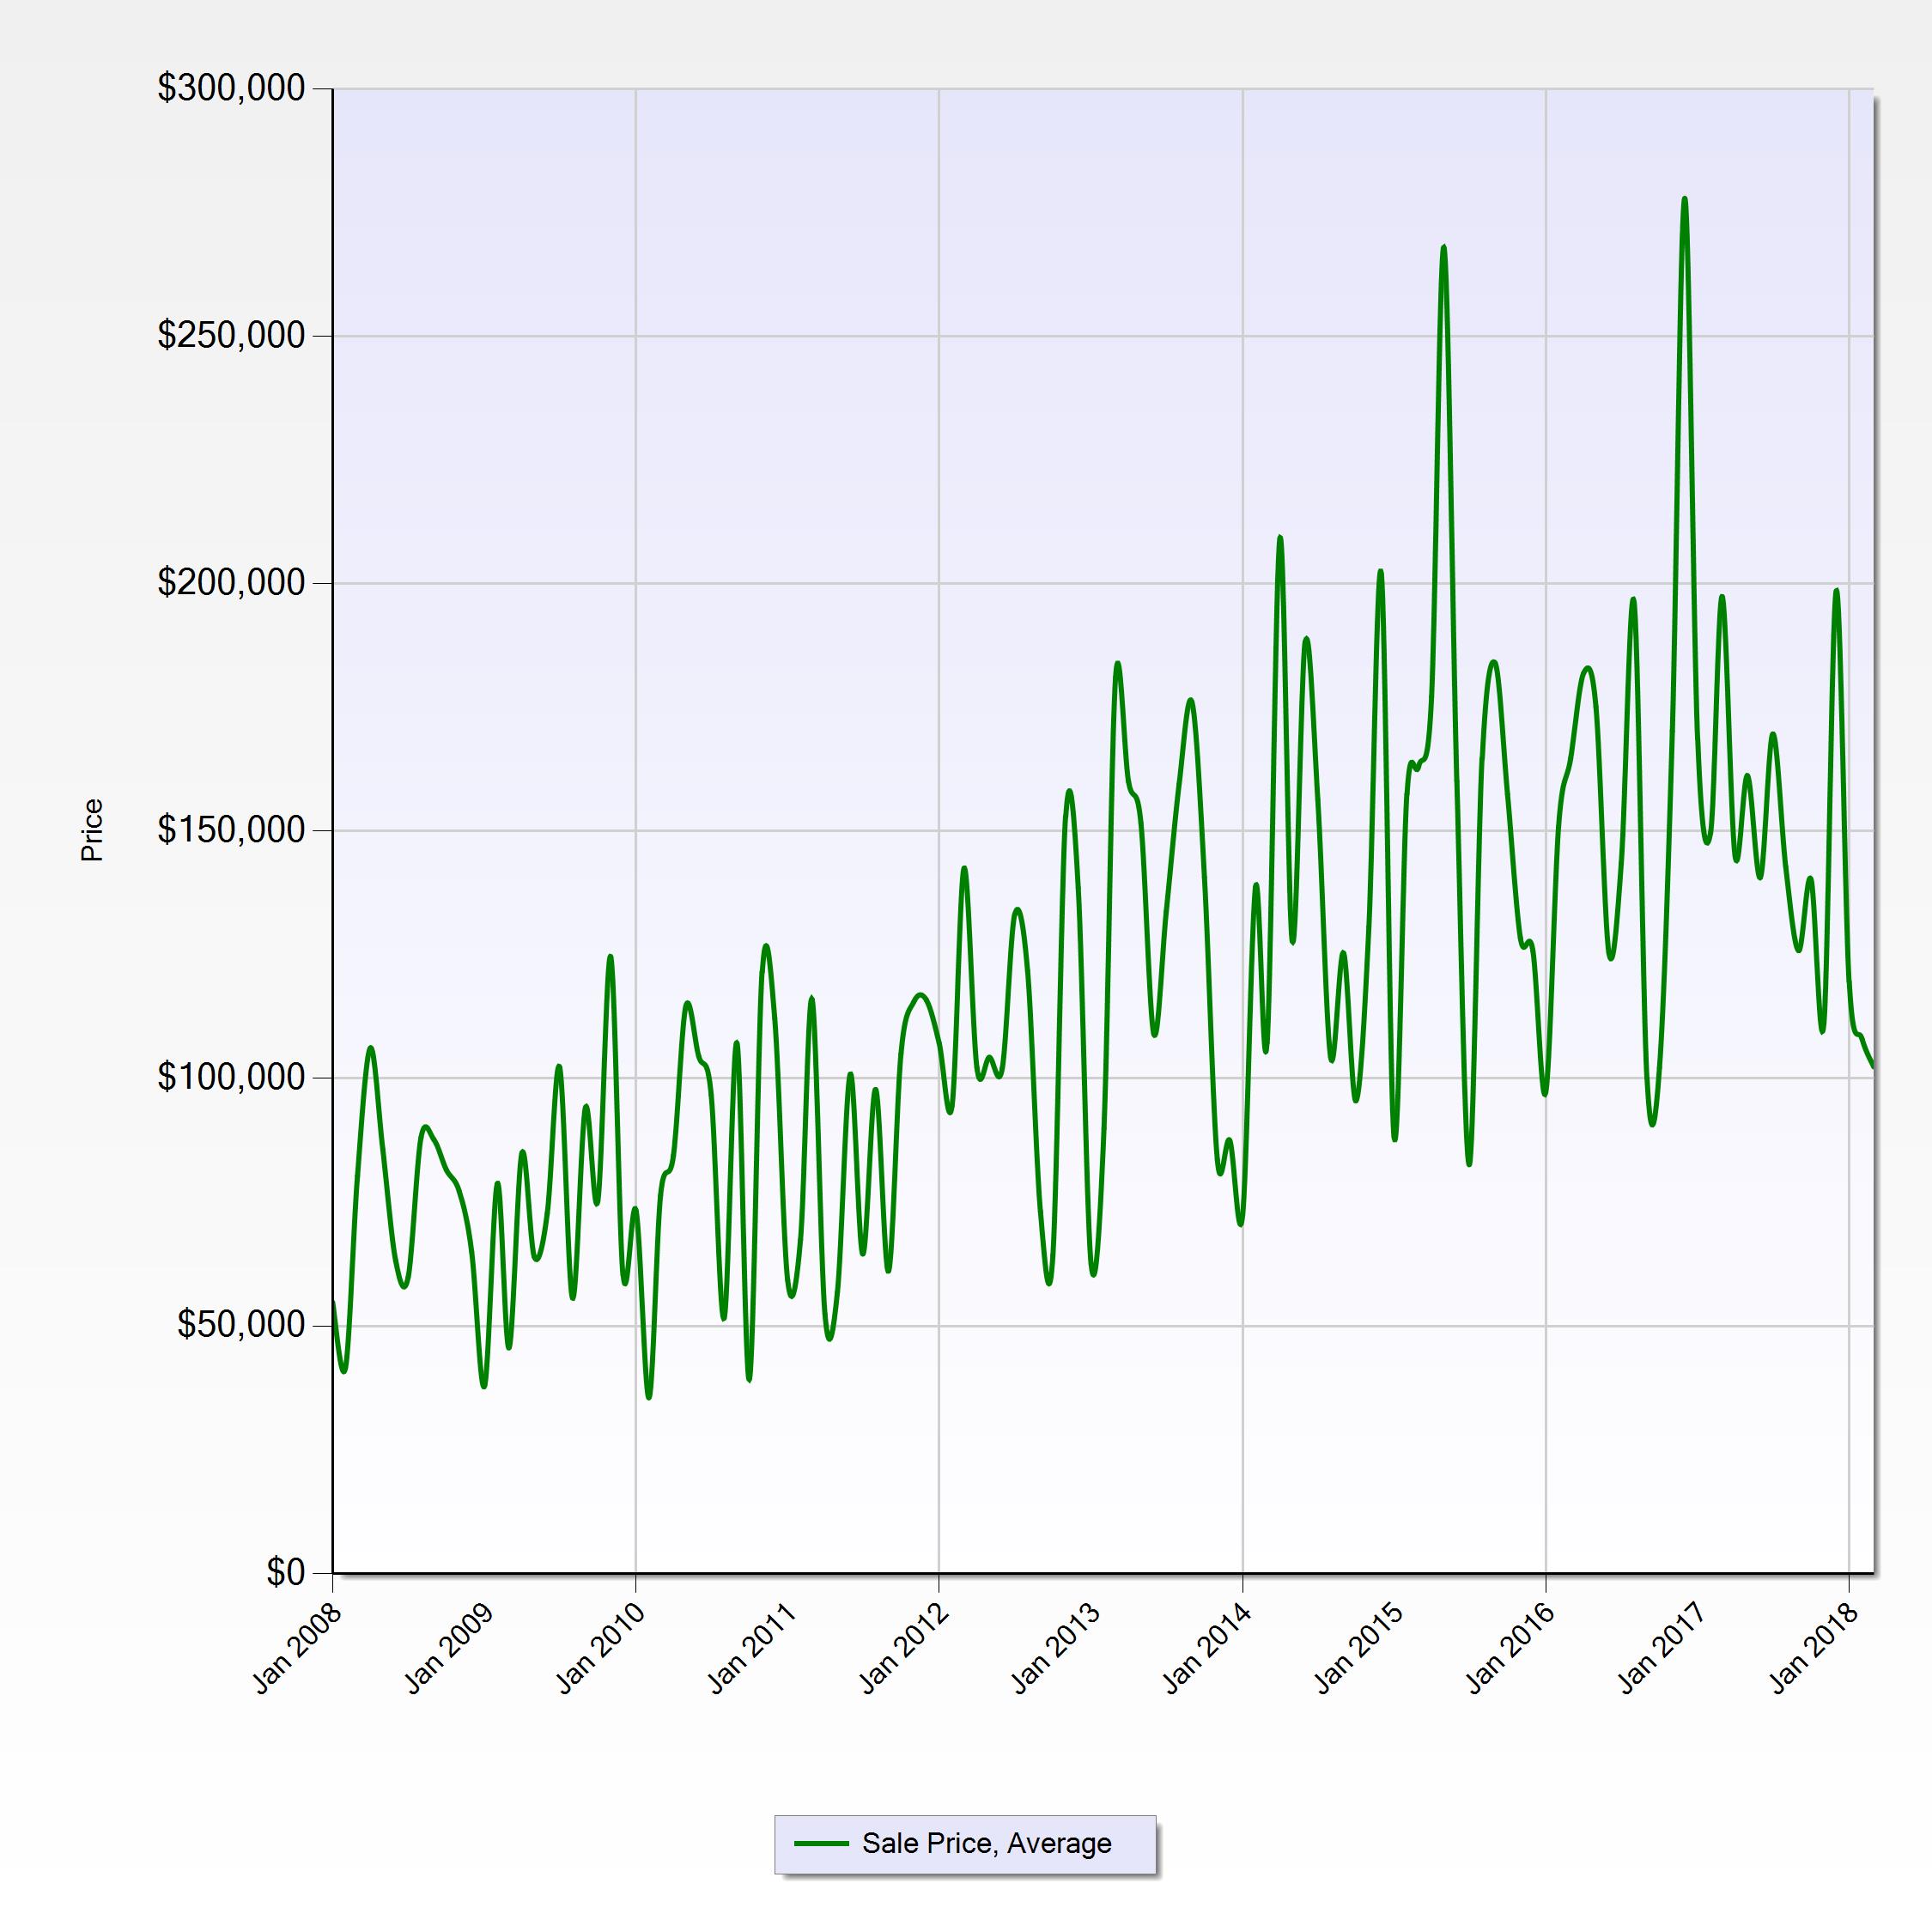 $300,000
$250,000
$200,000
$150,000
$100,000
$50,000
$0
Price
Jan 2008
Jan 2009
Jan 2010
Jan 2011
Jan 2012
Jan 2013
Jan 2014
Jan 2015
Jan 2016
Jan 2017
Jan 2018
Sale Price, Average